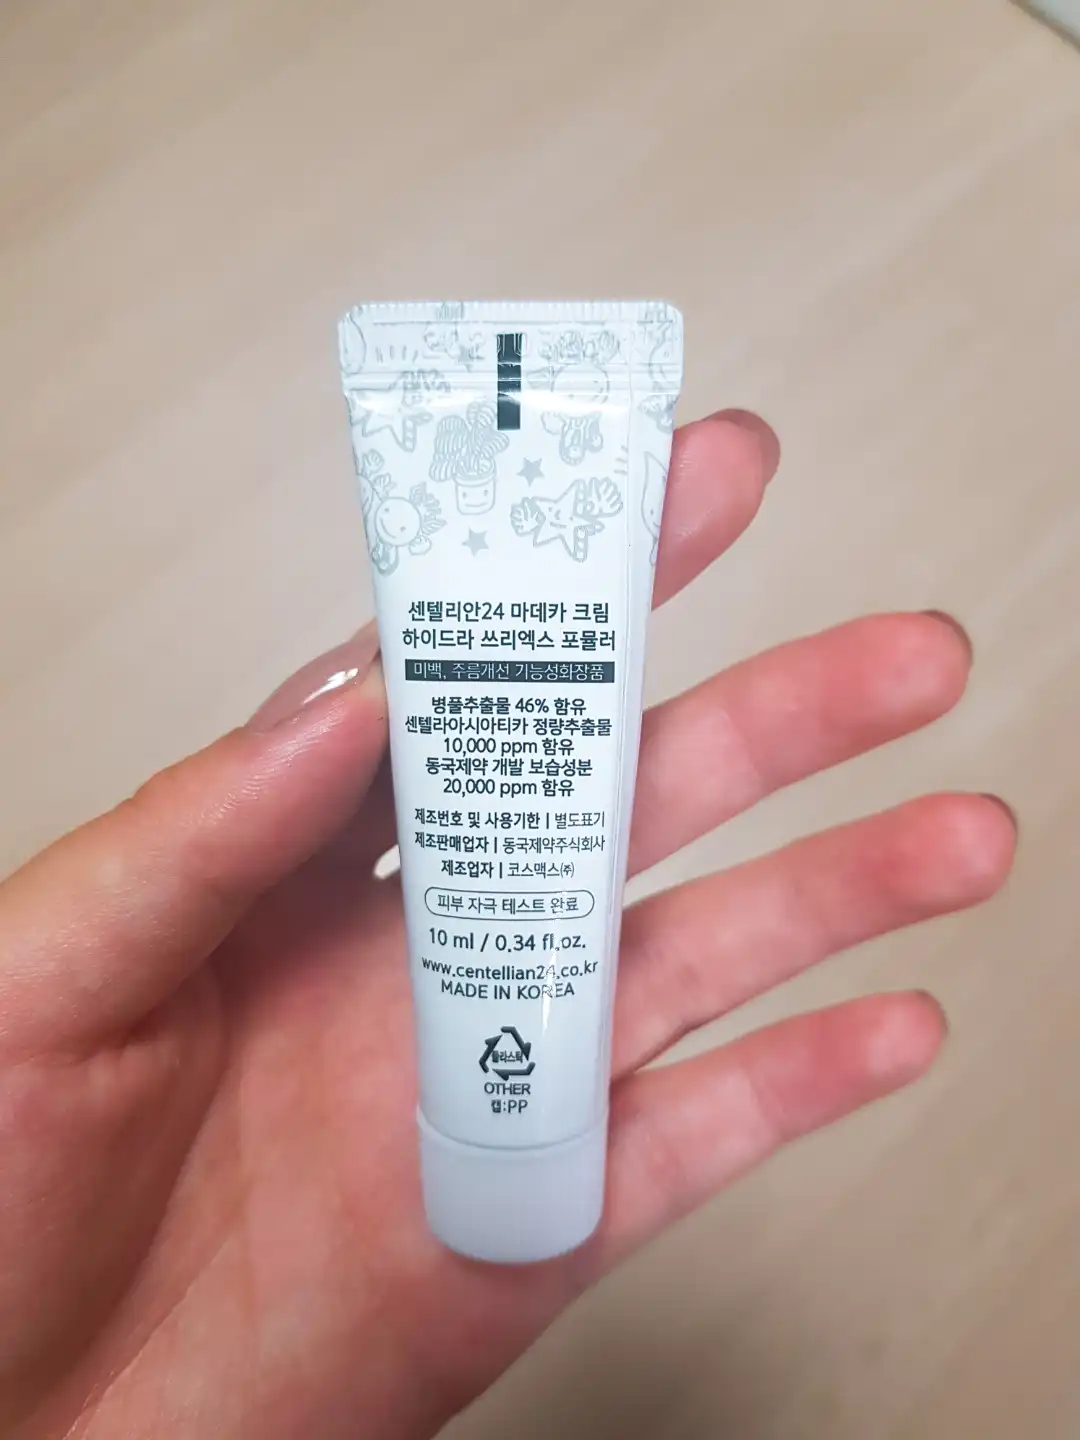 센텔리안24 마데카 크림
하이드라 쓰리엑스 포뮬러
미백, 주름개선 기능성화장품
병풀추출물 46% 함유
센텔라아시아티카 정량추출물
10,000 ppm 함유
동국제약 개발 보습성분
20,000 ppm 함유
제조번호 및 사용기한 | 별도표기
제조판매업자 | 동국제약주식회사
제조업자 | 코스맥스㈜
피부 자극 테스트 완료
10 ml / 0.34 fl.oz.
www.centellian24.co.kr
MADE IN KOREA
플라스틱
OTHER
캡:PP